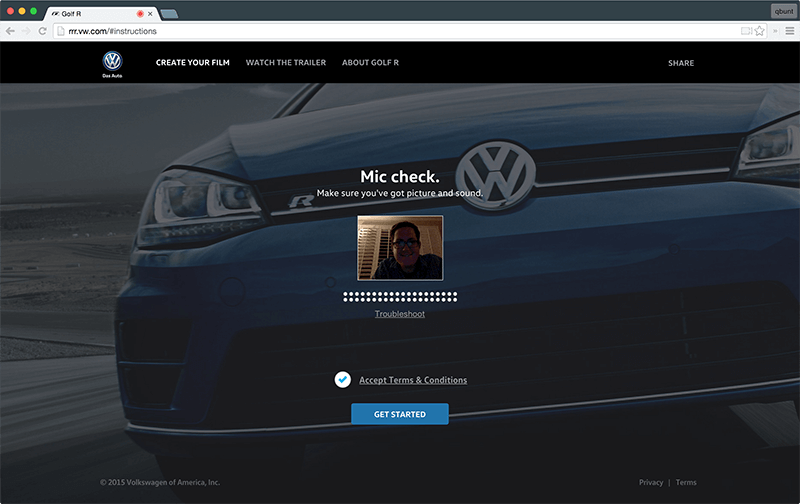 Golf R
qbunt
rrr.vw.com/#instructions
Das Auto
CREATE YOUR FILM
WATCH THE TRAILER
ABOUT GOLF R
SHARE
Mic check.
Make sure you've got picture and sound.
R
Troubleshoot
Accept Terms & Conditions
GET STARTED
© 2015 Volkswagen of America, Inc.
Privacy | Terms